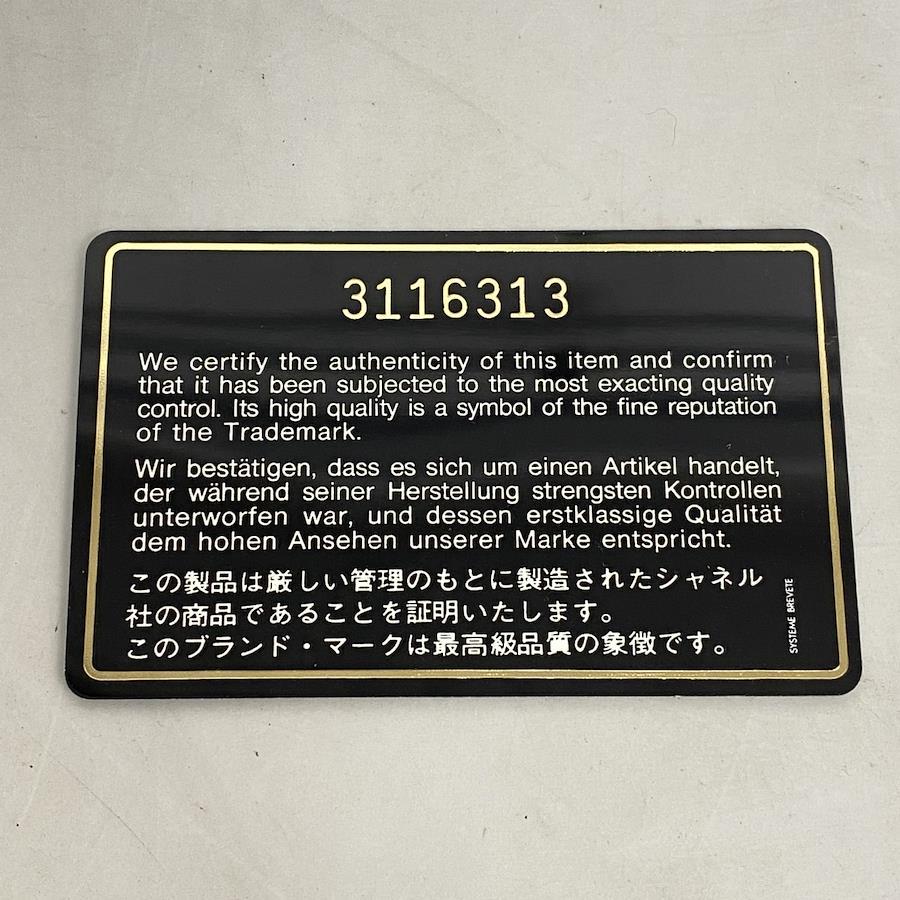 3116313
We certify the authenticity of this item and confirm
that it has been subjected to the most exacting quality
control. Its high quality is a symbol of the fine reputation
of the Trademark.
Wir bestätigen, dass es sich um einen Artikel handelt,
der während seiner Herstellung strengsten Kontrollen
unterworfen war, und dessen erstklassige Qualität
dem hohen Ansehen unserer Marke entspricht.
この製品は厳しい管理のもとに製造されたシャネル
社の商品であることを証明いたします。
このブランド・マークは最高級品質の象徴です。
SYSTEME BREVETE